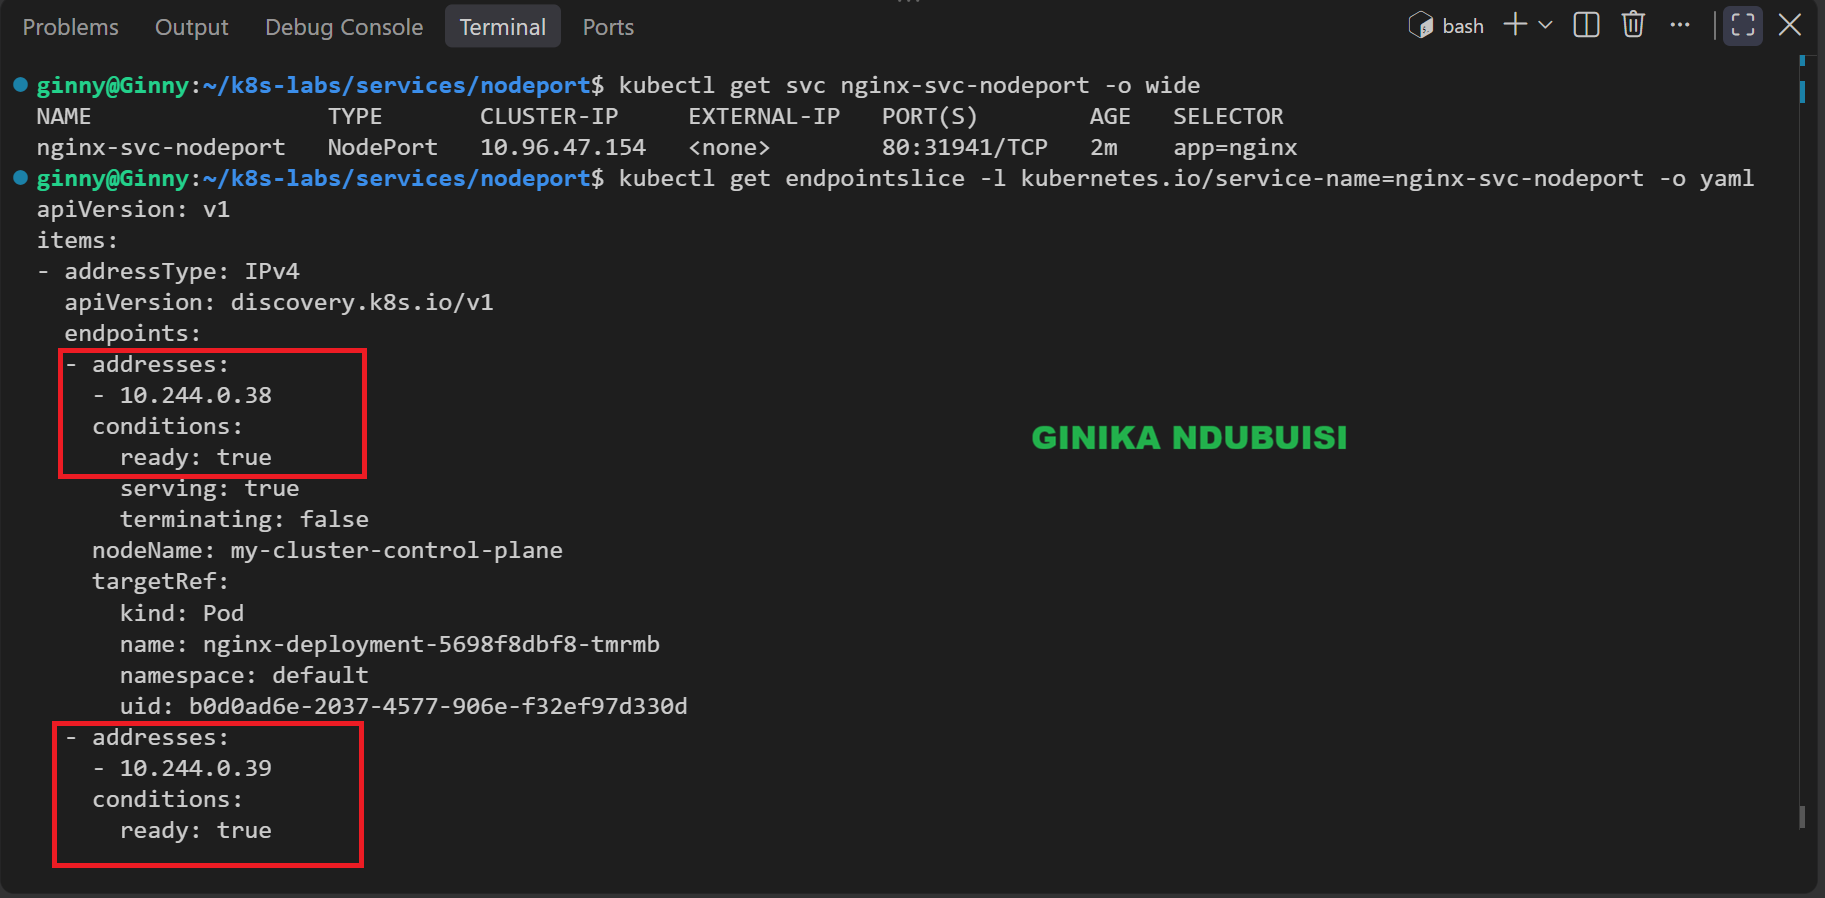 Problems Output Debug Console Terminal Ports bash
ginny@Ginny:~/k8s-labs/services/nodeport$ kubectl get svc nginx-svc-nodeport -o wide
NAME TYPE CLUSTER-IP EXTERNAL-IP PORT(S) AGE SELECTOR
nginx-svc-nodeport NodePort 10.96.47.154 <none> 80:31941/TCP 2m app=nginx
ginny@Ginny:~/k8s-labs/services/nodeport$ kubectl get endpointslice -l kubernetes.io/service-name=nginx-svc-nodeport -o yaml
apiVersion: v1
items:
- addressType: IPv4
  apiVersion: discovery.k8s.io/v1
  endpoints:
  - addresses:
    - 10.244.0.38
    conditions:
      ready: true
      serving: true
      terminating: false
    nodeName: my-cluster-control-plane
    targetRef:
      kind: Pod
      name: nginx-deployment-5698f8dbf8-tmrmb
      namespace: default
      uid: b0d0ad6e-2037-4577-906e-f32ef97d330d
  - addresses:
    - 10.244.0.39
    conditions:
      ready: true
GINIKA NDUBUISI